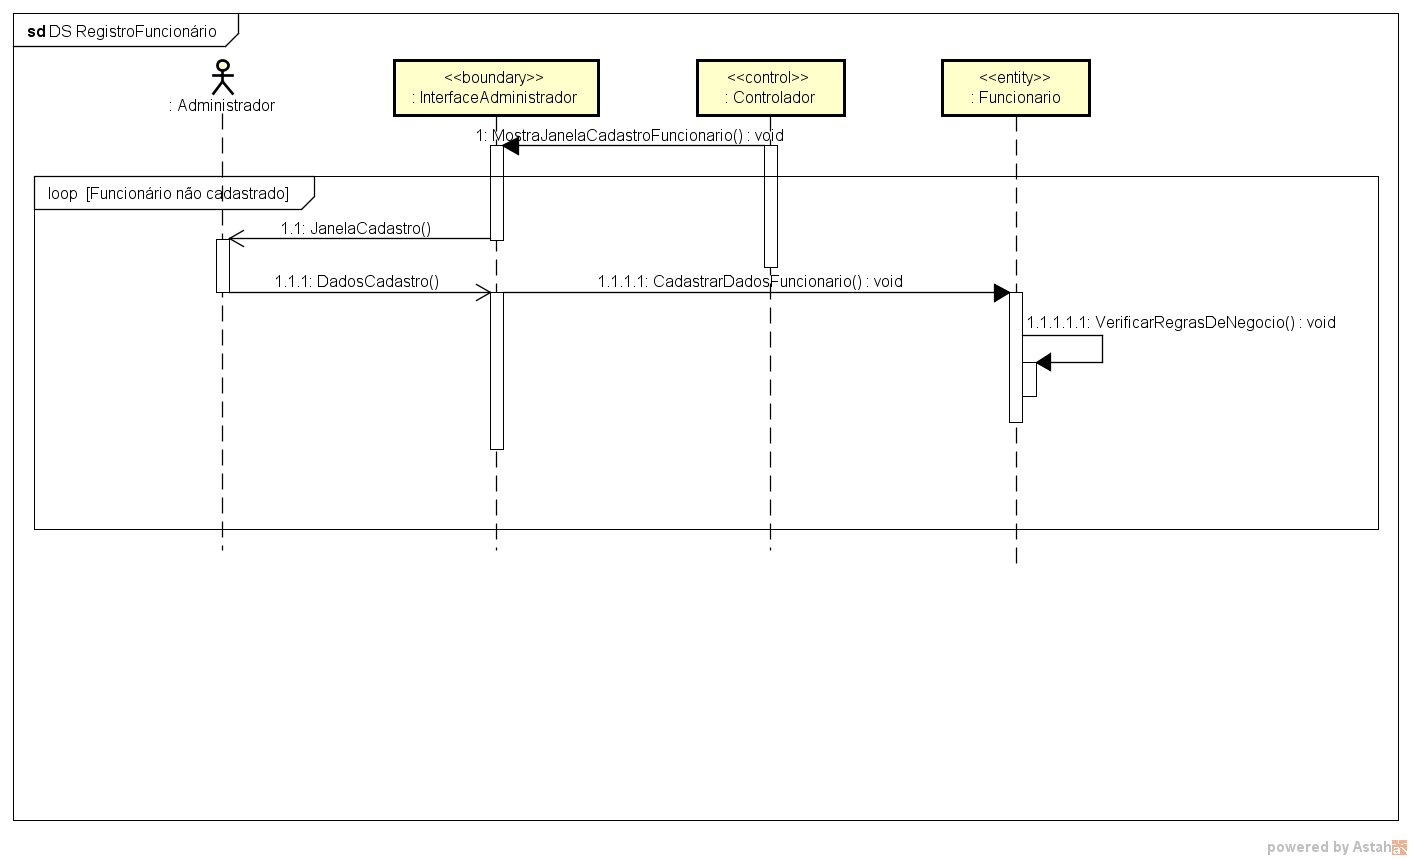 sd DS RegistroFuncionário
: Administrador
<<boundary>>
: InterfaceAdministrador
<<control>>
: Controlador
<<entity>>
: Funcionario
1: MostraJanelaCadastroFuncionario() : void
loop [Funcionário não cadastrado]
1.1: JanelaCadastro()
1.1.1: DadosCadastro()
1.1.1.1: CadastrarDadosFuncionario() : void
1.1.1.1.1: VerificarRegrasDeNegocio() : void
powered by Astah